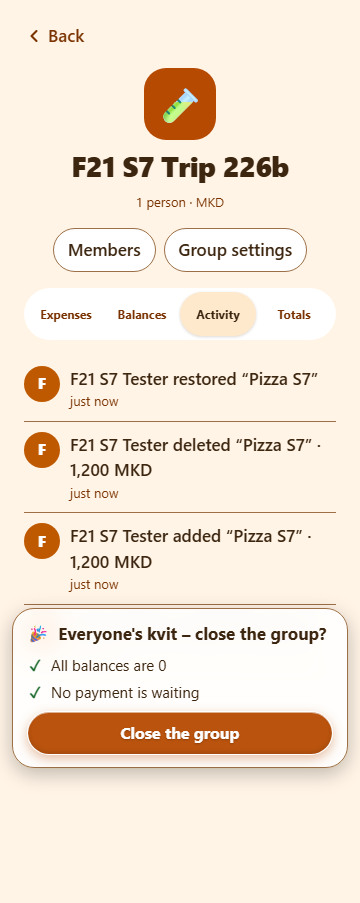 Back
F21 S7 Trip 226b
1 person · MKD
Members
Group settings
Expenses
Balances
Activity
Totals
F
F21 S7 Tester restored “Pizza S7”
just now
F
F21 S7 Tester deleted “Pizza S7” ·
1,200 MKD
just now
F
F21 S7 Tester added “Pizza S7” ·
1,200 MKD
just now
Everyone's kvit – close the group?
✓ All balances are 0
✓ No payment is waiting
Close the group